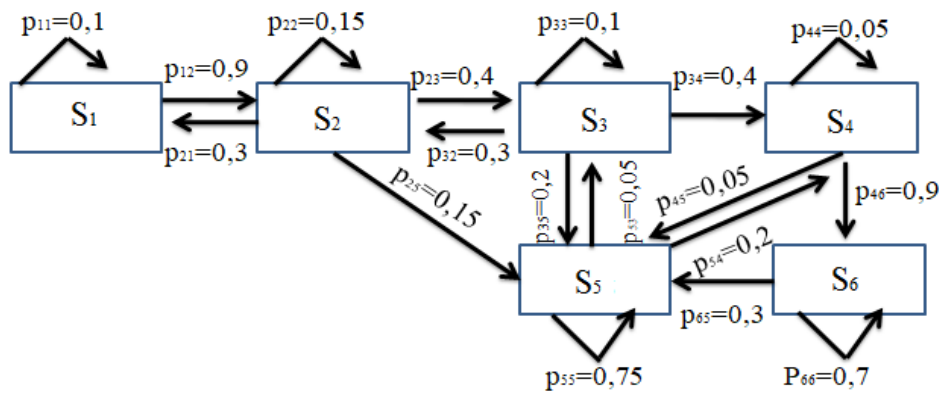 p₁₁=0,1
p₂₂=0,15
p₃₃=0,1
p₄₄=0,05
p₁₂=0,9
p₂₃=0,4
p₃₄=0,4
S₁
S₂
S₃
S₄
p₂₁=0,3
p₃₂=0,3
p₂₅=0,15
p₃₅=0,2
p₅₃=0,05
p₄₅=0,05
p₄₆=0,9
p₅₄=0,2
S₅
S₆
p₆₅=0,3
p₅₅=0,75
P₆₆=0,7